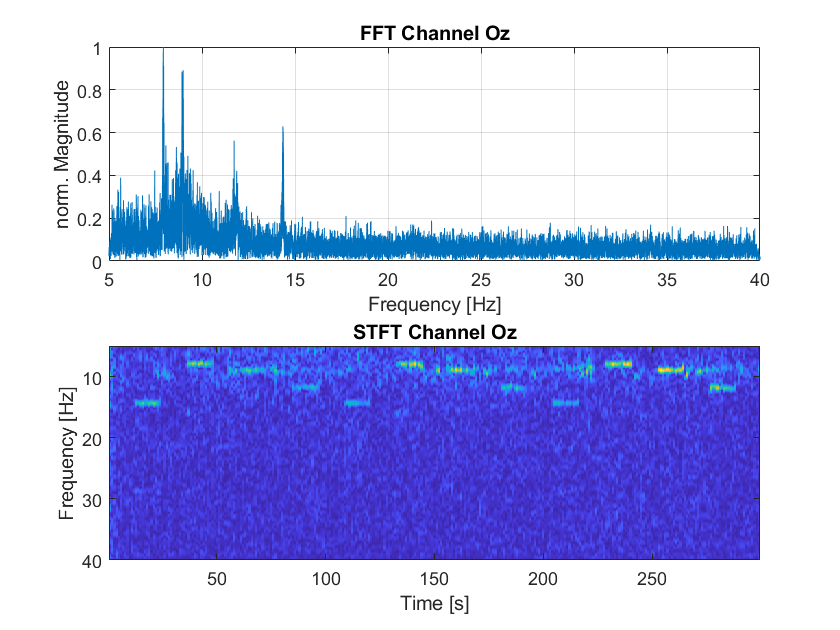 FFT Channel Oz
norm. Magnitude
1
0.8
0.6
0.4
0.2
0
5 10 15 20 25 30 35 40
Frequency [Hz]
STFT Channel Oz
Frequency [Hz]
10
20
30
40
50 100 150 200 250
Time [s]